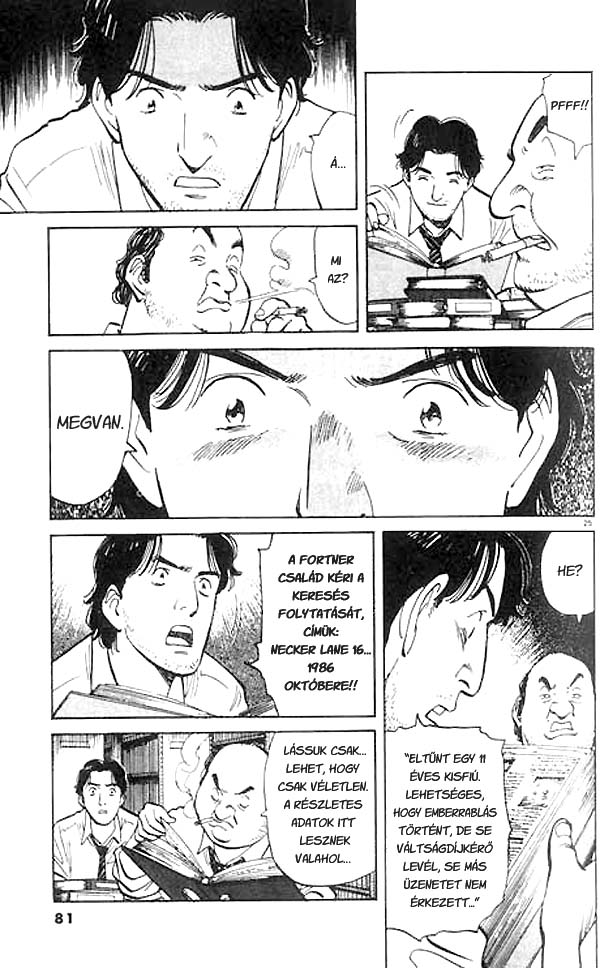 PFFF!!
Á...
MI
AZ?
MEGVAN.
25
HE?
"ELTŰNT EGY 11
ÉVES KISFIÚ.
LEHETSÉGES,
HOGY EMBERRABLÁS
TÖRTÉNT, DE SE
VÁLTSÁGDÍJKÉRŐ
LEVÉL, SE MÁS
ÜZENETET NEM
ÉRKEZETT..."
A FORTNER
CSALÁD KÉRI A
KERESÉS
FOLYTATÁSÁT,
CÍMÜK:
NECKER LANE 16...
1986
OKTÓBERE!!
LÁSSUK CSAK...
LEHET, HOGY
CSAK VÉLETLEN.
A RÉSZLETES
ADATOK ITT
LESZNEK
VALAHOL...
81